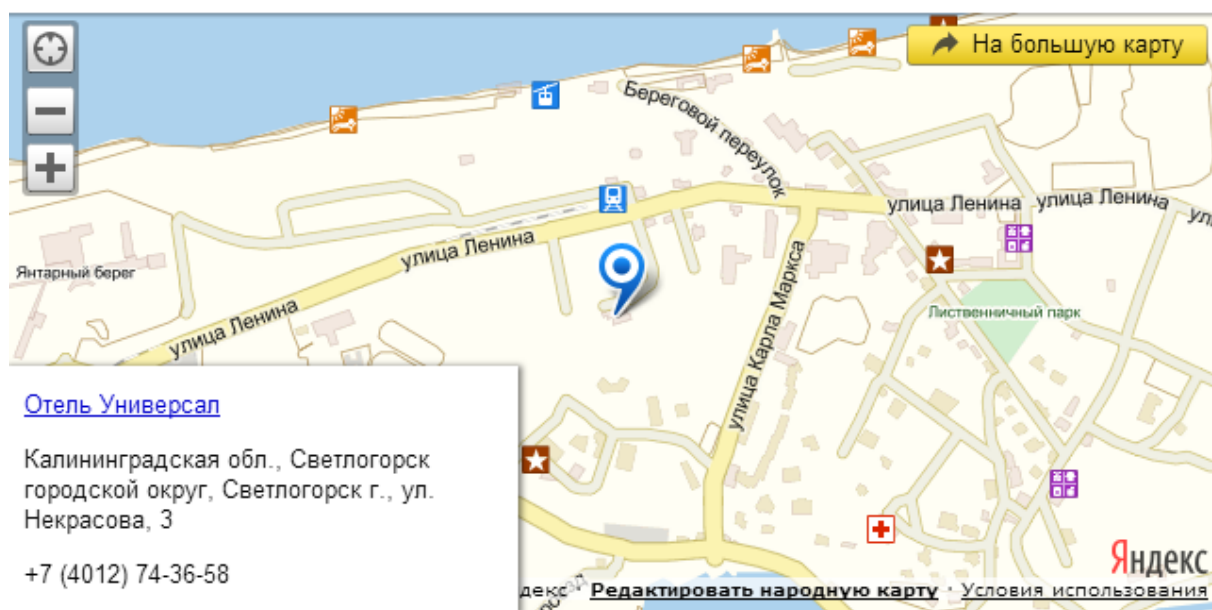 На большую карту
Береговой переулок
улица Ленина
улица Ленина
улица Ленина
Янтарный берег
улица Ленина
улица Карла Маркса
Лиственничный парк
Отель Универсал
Калининградская обл., Светлогорск
городской округ, Светлогорск г., ул.
Некрасова, 3
+7 (4012) 74-36-58
Яндекс
Редактировать народную карту · Условия использования